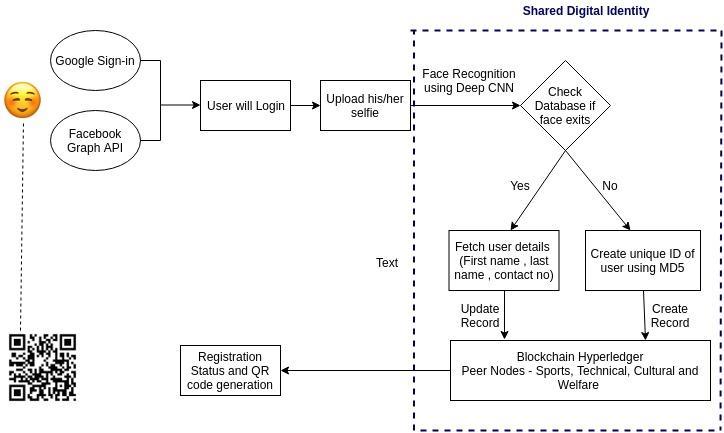 Shared Digital Identity
Google Sign-in
Facebook
Graph API
User will Login
Upload his/her
selfie
Face Recognition
using Deep CNN
Check
Database if
face exits
Yes
No
Fetch user details
(First name , last
name , contact no)
Create unique ID of
user using MD5
Text
Update
Record
Create
Record
Blockchain Hyperledger
Peer Nodes - Sports, Technical, Cultural and
Welfare
Registration
Status and QR
code generation